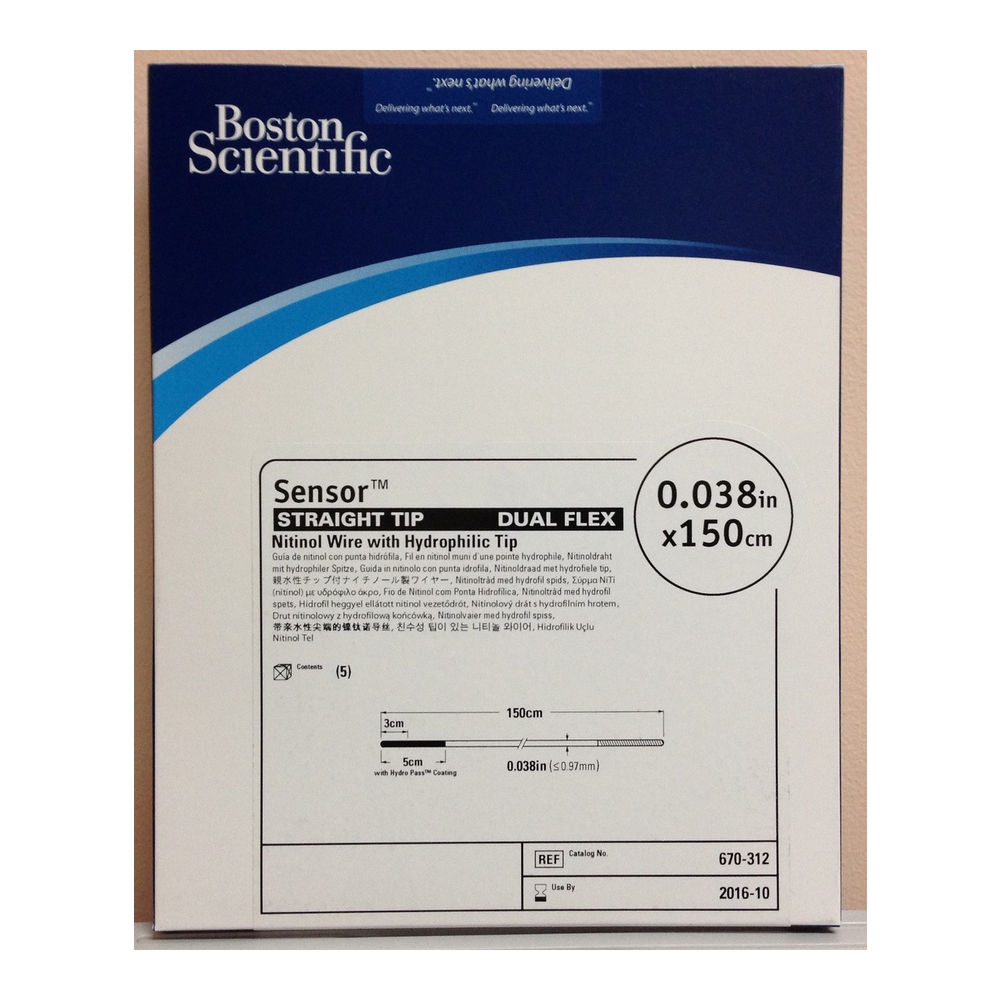 Delivering what's next.™
Delivering what's next.™ Delivering what's next.™
Boston
Scientific
Sensor™
STRAIGHT TIP DUAL FLEX
Nitinol Wire with Hydrophilic Tip
Guía de nitinol con punta hidrófila, Fil en nitinol muni d'une pointe hydrophile, Nitinoldraht
mit hydrophiler Spitze, Guida in nitinolo con punta idrofila, Nitinoldraad met hydrofiele tip,
親水性チップ付ナイチノール製ワイヤー, Nitinoltråd med hydrofil spids, Σύρμα NiTi
(nitinol) με υδρόφιλο άκρο, Fio de Nitinol com Ponta Hidrofílica, Nitinoltråd med hydrofil
spets, Hidrofil heggyel ellátott nitinol vezetődrót, Nitinolový drát s hydrofilním hrotem,
Drut nitinolowy z hydrofilową końcówką, Nitinolvaier med hydrofil spiss,
带亲水性尖端的镍钛诺导丝, 친수성 팁이 있는 니티놀 와이어, Hidrofilik Uçlu
Nitinol Tel
0.038in
x150cm
Contents (5)
150cm
3cm
5cm
with Hydro Pass™ Coating
0.038in (≤0.97mm)
REF Catalog No. 670-312
Use By 2016-10